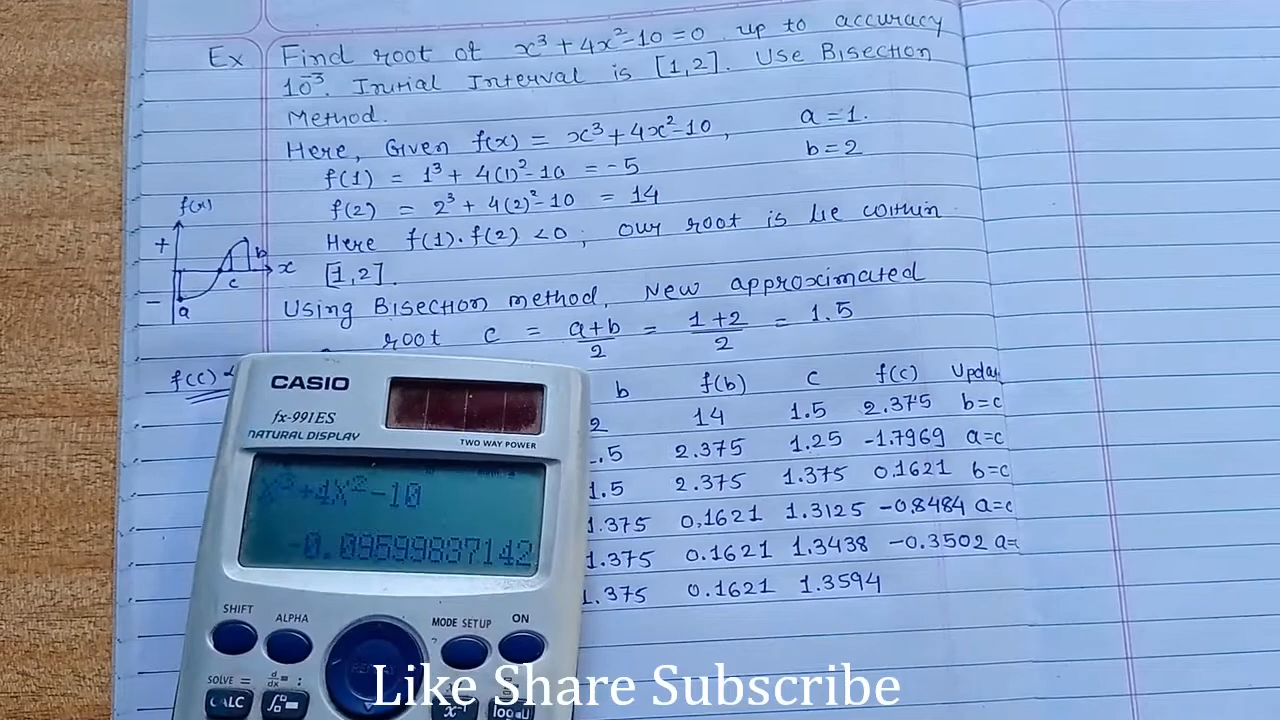 Ex Find root of x³ + 4x² - 10 = 0 up to accuracy
10⁻³. Initial Interval is [1,2]. Use Bisection
Method.
Here, Given f(x) = x³ + 4x² - 10, a = 1.
b = 2
f(1) = 1³ + 4(1)² - 10 = -5
f(2) = 2³ + 4(2)² - 10 = 14
Here f(1).f(2) < 0, our root is lie within
[1,2].
f(x)
+
b
x
c
-
a
Using Bisection method, New approximated
root c = a+b/2 = 1+2/2 = 1.5
f(c)
b f(b) c f(c) Updat
2 14 1.5 2.375 b=c
.5 2.375 1.25 -1.7969 a=c
1.5 2.375 1.375 0.1621 b=c
1.375 0.1621 1.3125 -0.8484 a=c
1.375 0.1621 1.3438 -0.3502 a=
1.375 0.1621 1.3594
CASIO
fx-991ES
NATURAL DISPLAY
TWO WAY POWER
X³+4X²-10
-0.09599837142
SHIFT ALPHA MODE SETUP ON
SOLVE = d/dx :
CALC ∫ x⁻¹ log
Like Share Subscribe